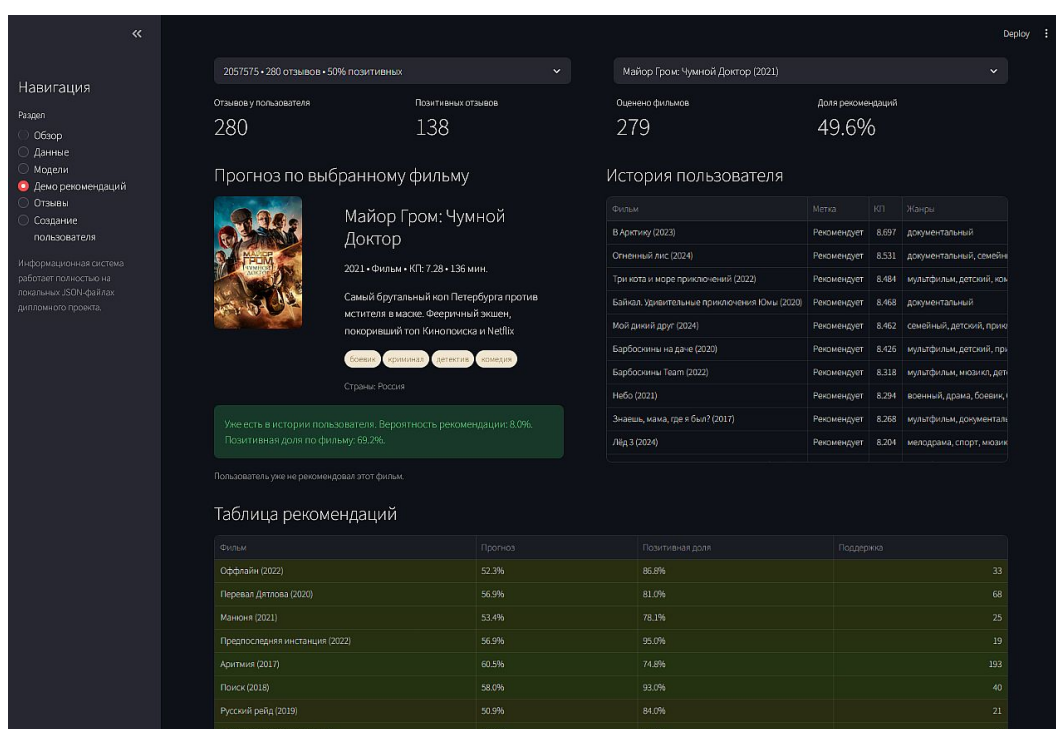 Deploy
Навигация
Раздел
Обзор
Данные
Модели
Демо рекомендаций
Отзывы
Создание
пользователя
Информационная система
работает полностью на
локальных JSON-файлах
дипломного проекта.
2057575 • 280 отзывов • 50% позитивных
Майор Гром: Чумной Доктор (2021)
Отзывов у пользователя Позитивных отзывов Оценено фильмов Доля рекомендаций
280 138 279 49.6%
Прогноз по выбранному фильму
МАЙОР
ГРОМ
ЧУМНОЙ
ДОКТОР
Майор Гром: Чумной
Доктор
2021 • Фильм • КП: 7.28 • 136 мин.
Самый брутальный коп Петербурга против
мстителя в маске. Фееричный экшен,
покоривший топ Кинопоиска и Netflix
боевик криминал детектив комедия
Страны: Россия
Уже есть в истории пользователя. Вероятность рекомендации: 8.0%.
Позитивная доля по фильму: 69.2%.
Пользователь уже не рекомендовал этот фильм.
История пользователя
Фильм Метка КП Жанры
В Арктику (2023) Рекомендует 8.697 документальный
Огненный лис (2024) Рекомендует 8.531 документальный, семейн
Три кота и море приключений (2022) Рекомендует 8.484 мультфильм, детский, ком
Байкал. Удивительные приключения Юмы (2020) Рекомендует 8.468 документальный
Мой дикий друг (2024) Рекомендует 8.462 семейный, детский, прик
Барбоскины на даче (2020) Рекомендует 8.426 мультфильм, детский, пр
Барбоскины Team (2022) Рекомендует 8.318 мультфильм, мюзикл, дет
Небо (2021) Рекомендует 8.294 военный, драма, боевик,
Знаешь, мама, где я был? (2017) Рекомендует 8.268 мультфильм, документаль
Лёд 3 (2024) Рекомендует 8.204 мелодрама, спорт, мюзик
Таблица рекомендаций
Фильм Прогноз Позитивная доля Поддержка
Оффлайн (2022) 52.3% 86.8% 33
Перевал Дятлова (2020) 56.9% 81.0% 68
Манюня (2021) 53.4% 78.1% 25
Предпоследняя инстанция (2022) 56.9% 95.0% 19
Аритмия (2017) 60.5% 74.8% 193
Поиск (2018) 58.0% 93.0% 40
Русский рейд (2019) 50.9% 84.0% 21